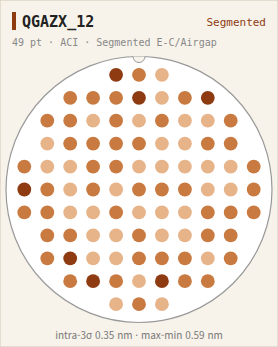 QGAZX_12
Segmented
49 pt · ACI · Segmented E-C/Airgap
intra-3σ 0.35 nm · max-min 0.59 nm